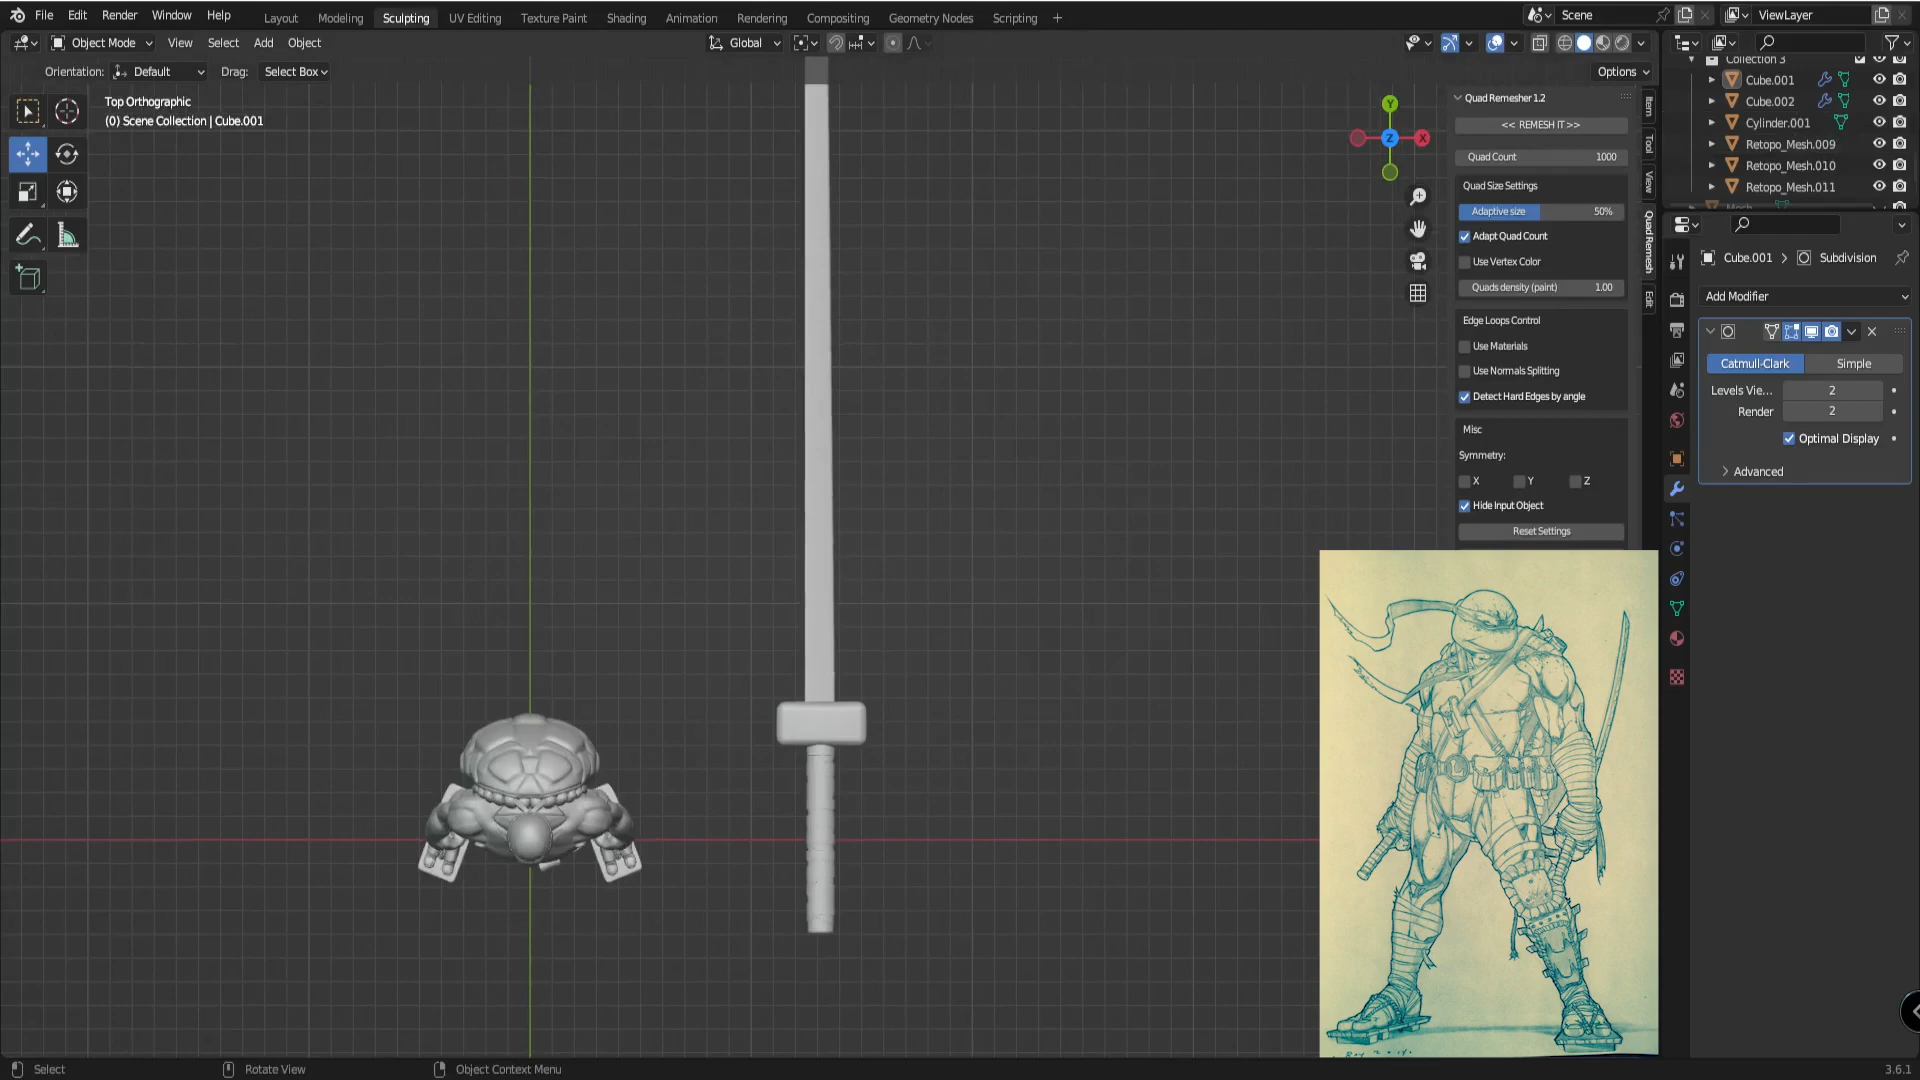 File Edit Render Window Help
Layout Modeling Sculpting UV Editing Texture Paint Shading Animation Rendering Compositing Geometry Nodes Scripting +
Scene
ViewLayer
Object Mode View Select Add Object
Global
Orientation: Default Drag: Select Box
Options
Top Orthographic
(0) Scene Collection | Cube.001
Y
X
Z
Quad Remesher 1.2
<< REMESH IT >>
Quad Count 1000
Quad Size Settings
Adaptive size 50%
Adapt Quad Count
Use Vertex Color
Quads density (paint) 1.00
Edge Loops Control
Use Materials
Use Normals Splitting
Detect Hard Edges by angle
Misc
Symmetry:
X Y Z
Hide Input Object
Reset Settings
Item
Tool
View
Quad Remesh
Edit
Collection 3
Cube.001
Cube.002
Cylinder.001
Retopo_Mesh.009
Retopo_Mesh.010
Retopo_Mesh.011
Cube.001 > Subdivision
Add Modifier
Catmull-Clark Simple
Levels Vie... 2
Render 2
Optimal Display
Advanced
Select
Rotate View
Object Context Menu
3.6.1